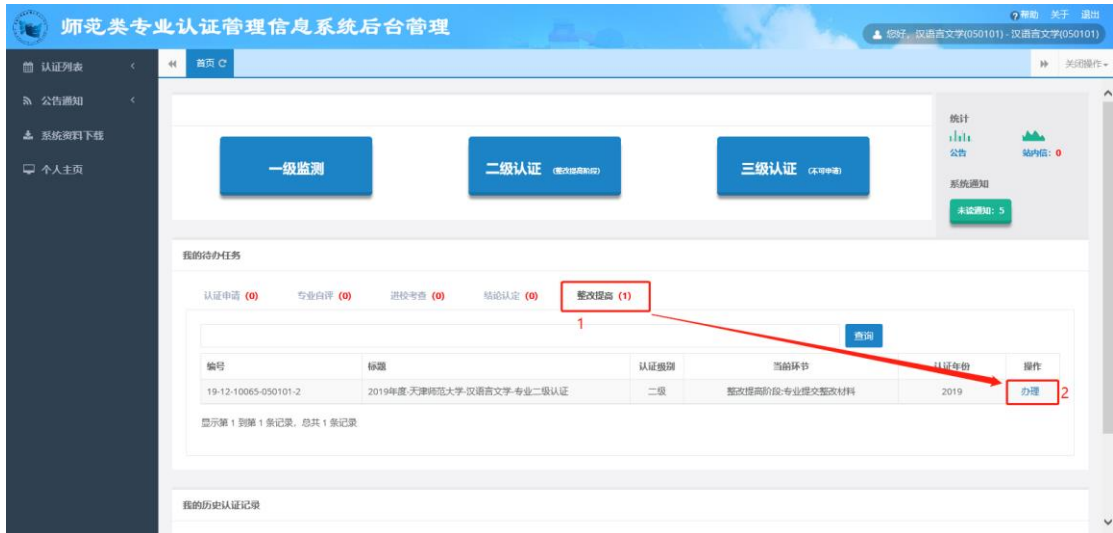 师范类专业认证管理信息系统后台管理
帮助 关于 退出
您好，汉语言文学(050101) - 汉语言文学(050101)
认证列表
公告通知
系统资料下载
个人主页
首页
关闭操作
一级监测
二级认证 (整改提高阶段)
三级认证 (不可申请)
统计
公告 站内信: 0
系统通知
未读通知: 5
我的待办任务
认证申请 (0) 专业自评 (0) 进校考查 (0) 结论认定 (0) 整改提高 (1)
1
查询
编号 标题 认证级别 当前环节 认证年份 操作
19-12-10065-050101-2 2019年度-天津师范大学-汉语言文学-专业二级认证 二级 整改提高阶段:专业提交整改材料 2019 办理
2
显示第 1 到第 1 条记录，总共 1 条记录
我的历史认证记录